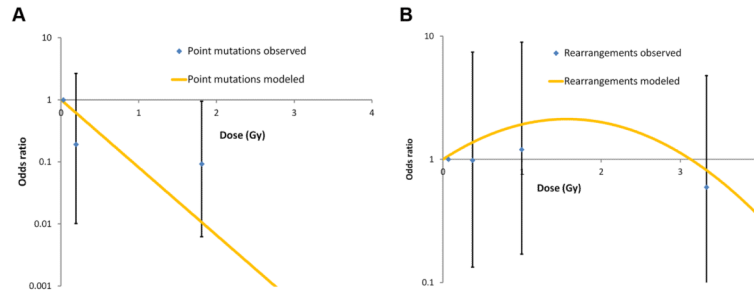 A
10
1
0.1
0.01
0.001
0
1
2
3
4
Dose (Gy)
Odds ratio
Point mutations observed
Point mutations modeled
B
10
1
0.1
0
1
2
3
Dose (Gy)
Odds ratio
Rearrangements observed
Rearrangements modeled